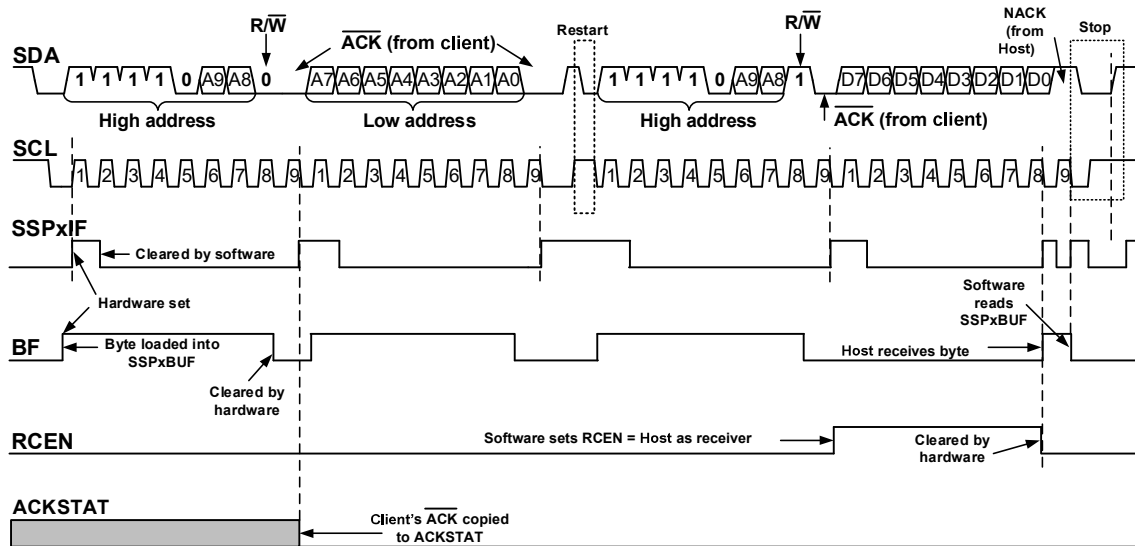 R/W̅ R/W̅
NACK
(from
Host)
Restart Stop
A̅C̅K̅ (from client)
SDA
1 1 1 1 0 A9 A8 0 A7 A6 A5 A4 A3 A2 A1 A0 1 1 1 1 0 A9 A8 1 D7 D6 D5 D4 D3 D2 D1 D0
High address Low address High address A̅C̅K̅ (from client)
SCL
1 2 3 4 5 6 7 8 9 1 2 3 4 5 6 7 8 9 1 2 3 4 5 6 7 8 9 1 2 3 4 5 6 7 8 9
SSPxIF
Cleared by software
Hardware set
Software
reads
SSPxBUF
BF
Byte loaded into
SSPxBUF
Host receives byte
Cleared by
hardware
RCEN
Software sets RCEN = Host as receiver
Cleared by
hardware
ACKSTAT
Client's A̅C̅K̅ copied
to ACKSTAT